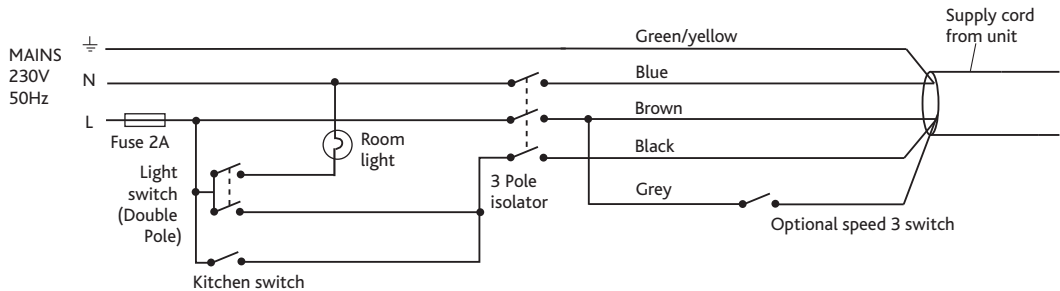 Supply cord
from unit
Green/yellow
MAINS
230V
50Hz
N
Blue
L
Brown
Fuse 2A
Room
light
Black
Light
switch
(Double
Pole)
3 Pole
isolator
Grey
Optional speed 3 switch
Kitchen switch